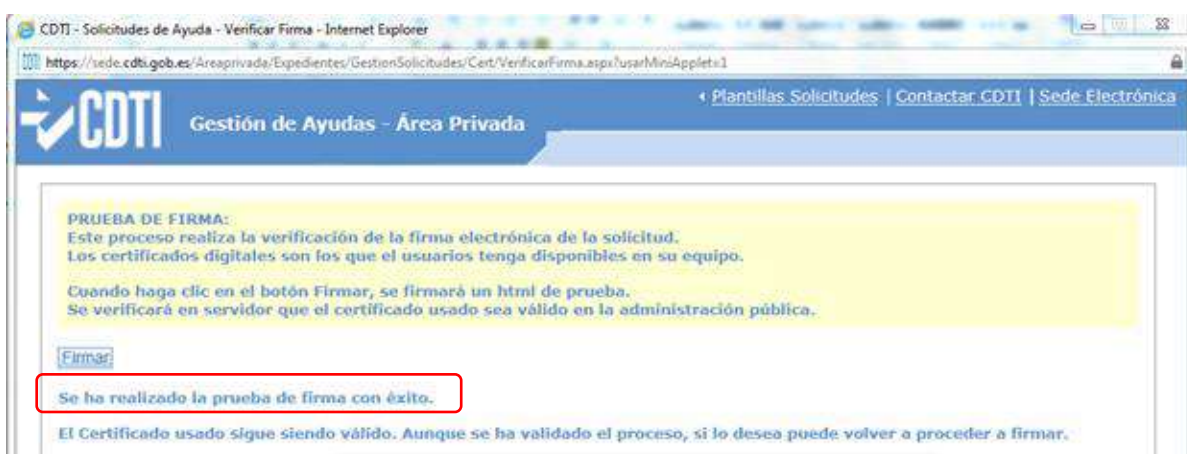 CDTI - Solicitudes de Ayuda - Verificar Firma - Internet Explorer
https://sede.cdti.gob.es/Areaprivada/Expedientes/GestionSolicitudes/Cert/VerificarFirma.aspx?usarMiniApplet=1
Plantillas Solicitudes | Contactar CDTI | Sede Electrónica
CDTI
Gestión de Ayudas - Área Privada
PRUEBA DE FIRMA:
Este proceso realiza la verificación de la firma electrónica de la solicitud.
Los certificados digitales son los que el usuarios tenga disponibles en su equipo.
Cuando haga clic en el botón Firmar, se firmará un html de prueba.
Se verificará en servidor que el certificado usado sea válido en la administración pública.
Firmar
Se ha realizado la prueba de firma con éxito.
El Certificado usado sigue siendo válido. Aunque se ha validado el proceso, si lo desea puede volver a proceder a firmar.